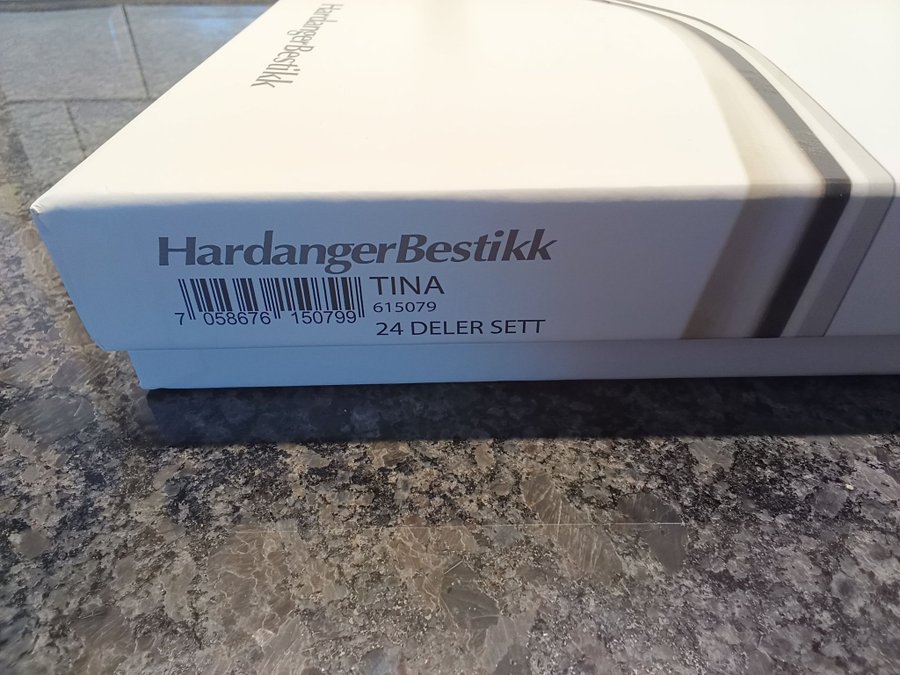 HardangerBestikk
HardangerBestikk
TINA
615079
7 058676 150799
24 DELER SETT